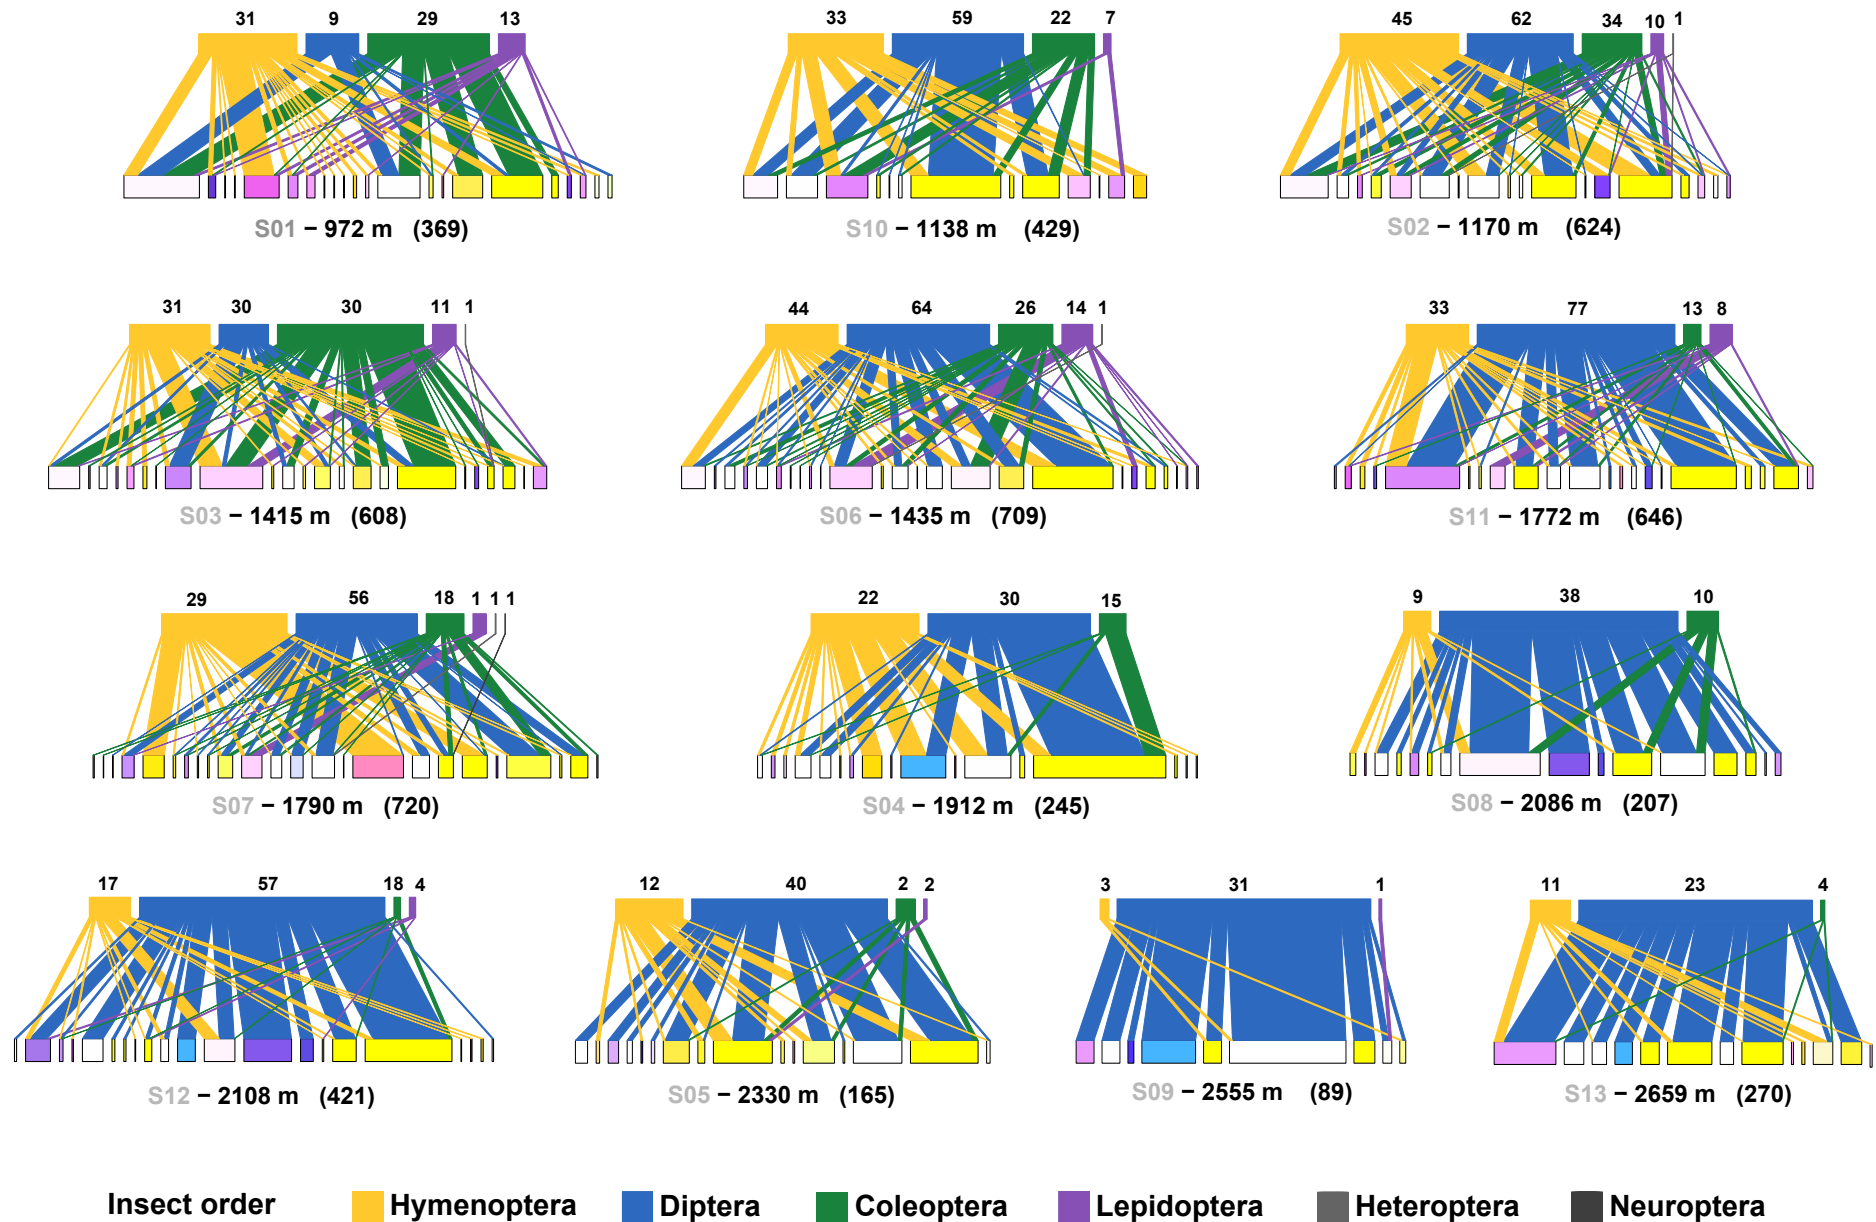 31 9 29 13
S01 – 972 m (369)
33 59 22 7
S10 – 1138 m (429)
45 62 34 10 1
S02 – 1170 m (624)
31 30 30 11 1
S03 – 1415 m (608)
44 64 26 14 1
S06 – 1435 m (709)
33 77 13 8
S11 – 1772 m (646)
29 56 18 1 1 1
S07 – 1790 m (720)
22 30 15
S04 – 1912 m (245)
9 38 10
S08 – 2086 m (207)
17 57 18 4
S12 – 2108 m (421)
12 40 2 2
S05 – 2330 m (165)
3 31 1
S09 – 2555 m (89)
11 23 4
S13 – 2659 m (270)
Insect order Hymenoptera Diptera Coleoptera Lepidoptera Heteroptera Neuroptera